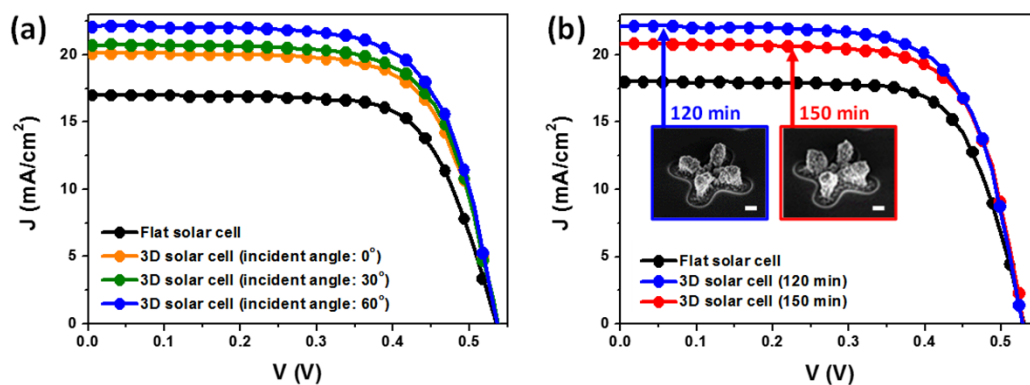 (a)
J (mA/cm²)
20
15
10
5
0
0.0 0.1 0.2 0.3 0.4 0.5
V (V)
Flat solar cell
3D solar cell (incident angle: 0°)
3D solar cell (incident angle: 30°)
3D solar cell (incident angle: 60°)
(b)
J (mA/cm²)
20
15
10
5
0
0.0 0.1 0.2 0.3 0.4 0.5
V (V)
120 min
150 min
Flat solar cell
3D solar cell (120 min)
3D solar cell (150 min)